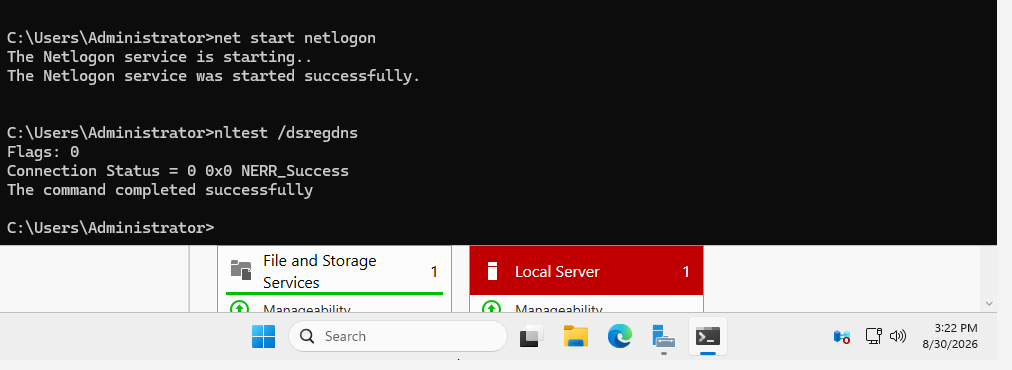 C:\Users\Administrator>net start netlogon
The Netlogon service is starting..
The Netlogon service was started successfully.
C:\Users\Administrator>nltest /dsregdns
Flags: 0
Connection Status = 0 0x0 NERR_Success
The command completed successfully
C:\Users\Administrator>
File and Storage
Services
1
Local Server
1
Manageability
Manageability
Search
3:22 PM
8/30/2026